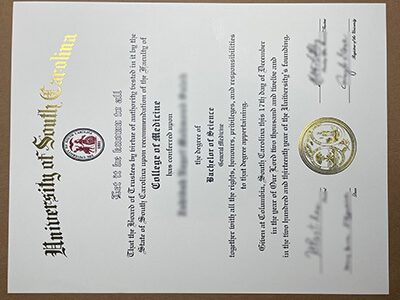 University of South Carolina
Let it be known to all
That the Board of Trustees by virtue of authority vested in it by the
State of South Carolina upon recommendation of the Faculty of
College of Medicine
has conferred upon
the degree of
Bachelor of Science
General Medicine
together with all the rights, honours, privileges, and responsibilities
to that degree appertaining.
Given at Columbia, South Carolina this 17th day of December
in the year of Our Lord two thousand and twelve and
in the two hundred and thirteenth year of the University's founding.